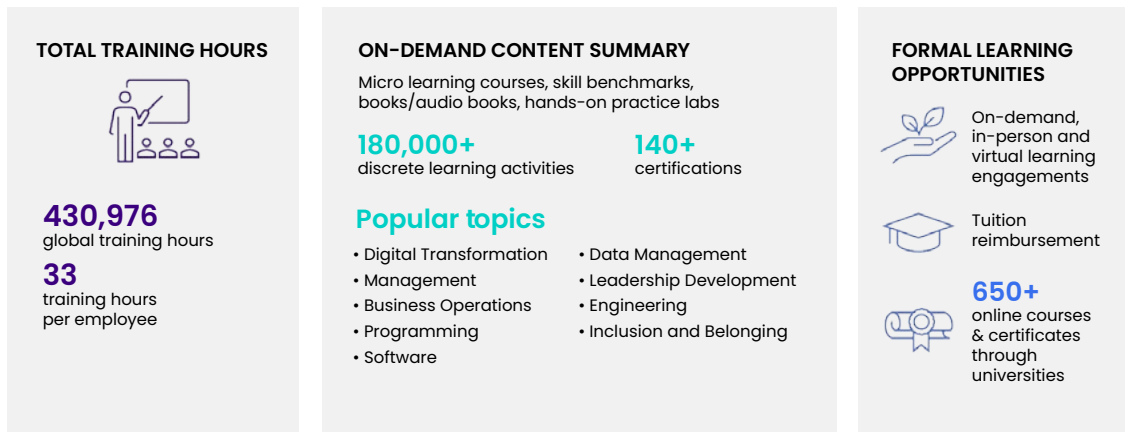 TOTAL TRAINING HOURS
430,976
global training hours
33
training hours
per employee
ON-DEMAND CONTENT SUMMARY
Micro learning courses, skill benchmarks,
books/audio books, hands-on practice labs
180,000+
discrete learning activities
140+
certifications
Popular topics
• Digital Transformation
• Management
• Business Operations
• Programming
• Software
• Data Management
• Leadership Development
• Engineering
• Inclusion and Belonging
FORMAL LEARNING
OPPORTUNITIES
On-demand,
in-person and
virtual learning
engagements
Tuition
reimbursement
650+
online courses
& certificates
through
universities